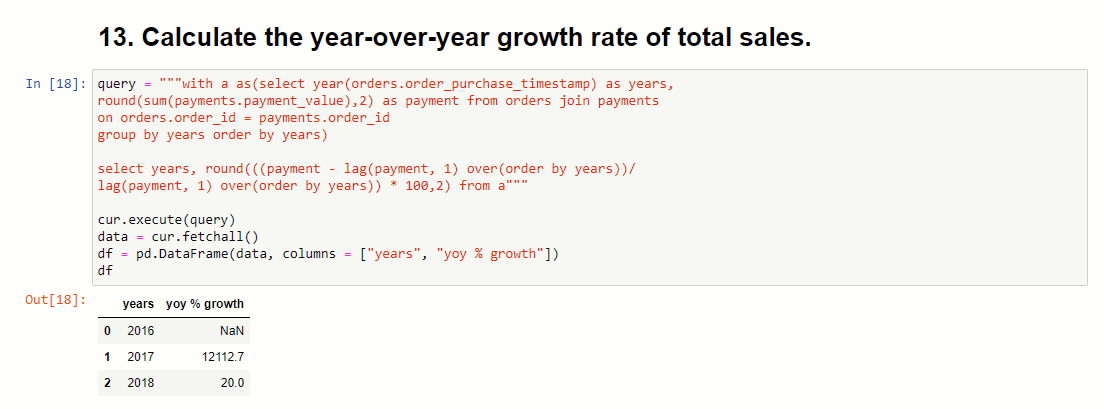 13. Calculate the year-over-year growth rate of total sales.
In [18]: query = """with a as(select year(orders.order_purchase_timestamp) as years,
round(sum(payments.payment_value),2) as payment from orders join payments
on orders.order_id = payments.order_id
group by years order by years)
select years, round(((payment - lag(payment, 1) over(order by years))/
lag(payment, 1) over(order by years)) * 100,2) from a"""
cur.execute(query)
data = cur.fetchall()
df = pd.DataFrame(data, columns = ["years", "yoy % growth"])
df
Out[18]:
years yoy % growth
0 2016 NaN
1 2017 12112.7
2 2018 20.0